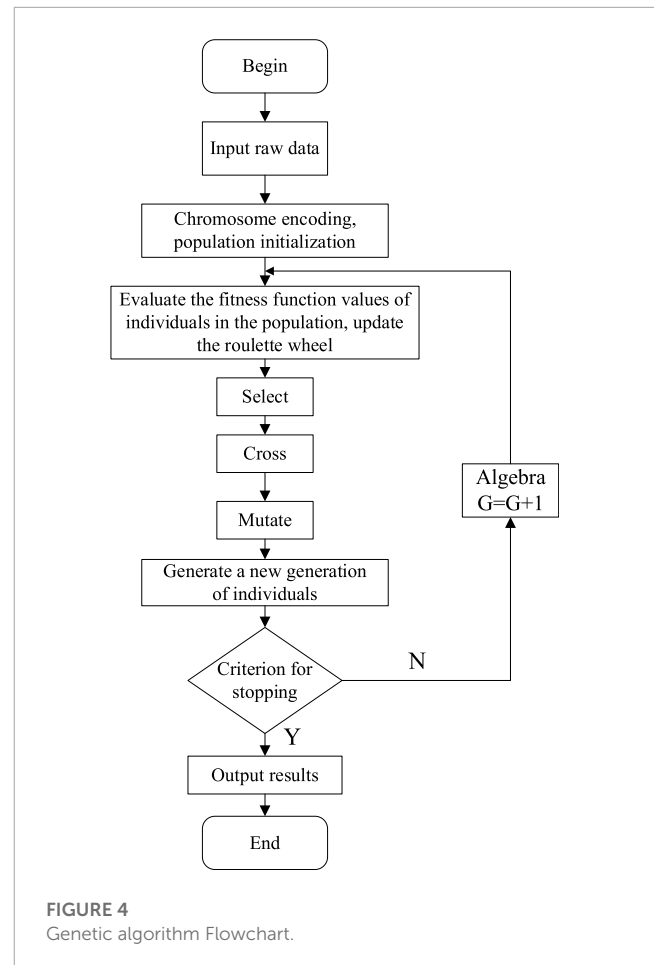 Begin
Input raw data
Chromosome encoding,
population initialization
Evaluate the fitness function values of
individuals in the population, update
the roulette wheel
Select
Cross
Mutate
Algebra
G=G+1
Generate a new generation
of individuals
Criterion for
stopping
N
Y
Output results
End
FIGURE 4
Genetic algorithm Flowchart.